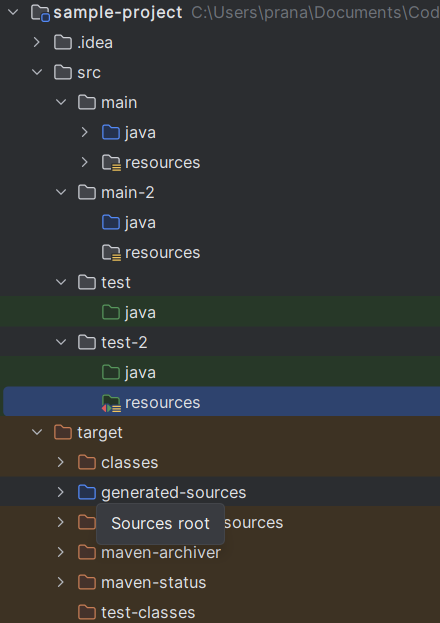 sample-project C:\Users\prana\Documents\Cod
.idea
src
main
java
resources
main-2
java
resources
test
java
test-2
java
resources
target
classes
generated-sources
Sources root
sources
maven-archiver
maven-status
test-classes